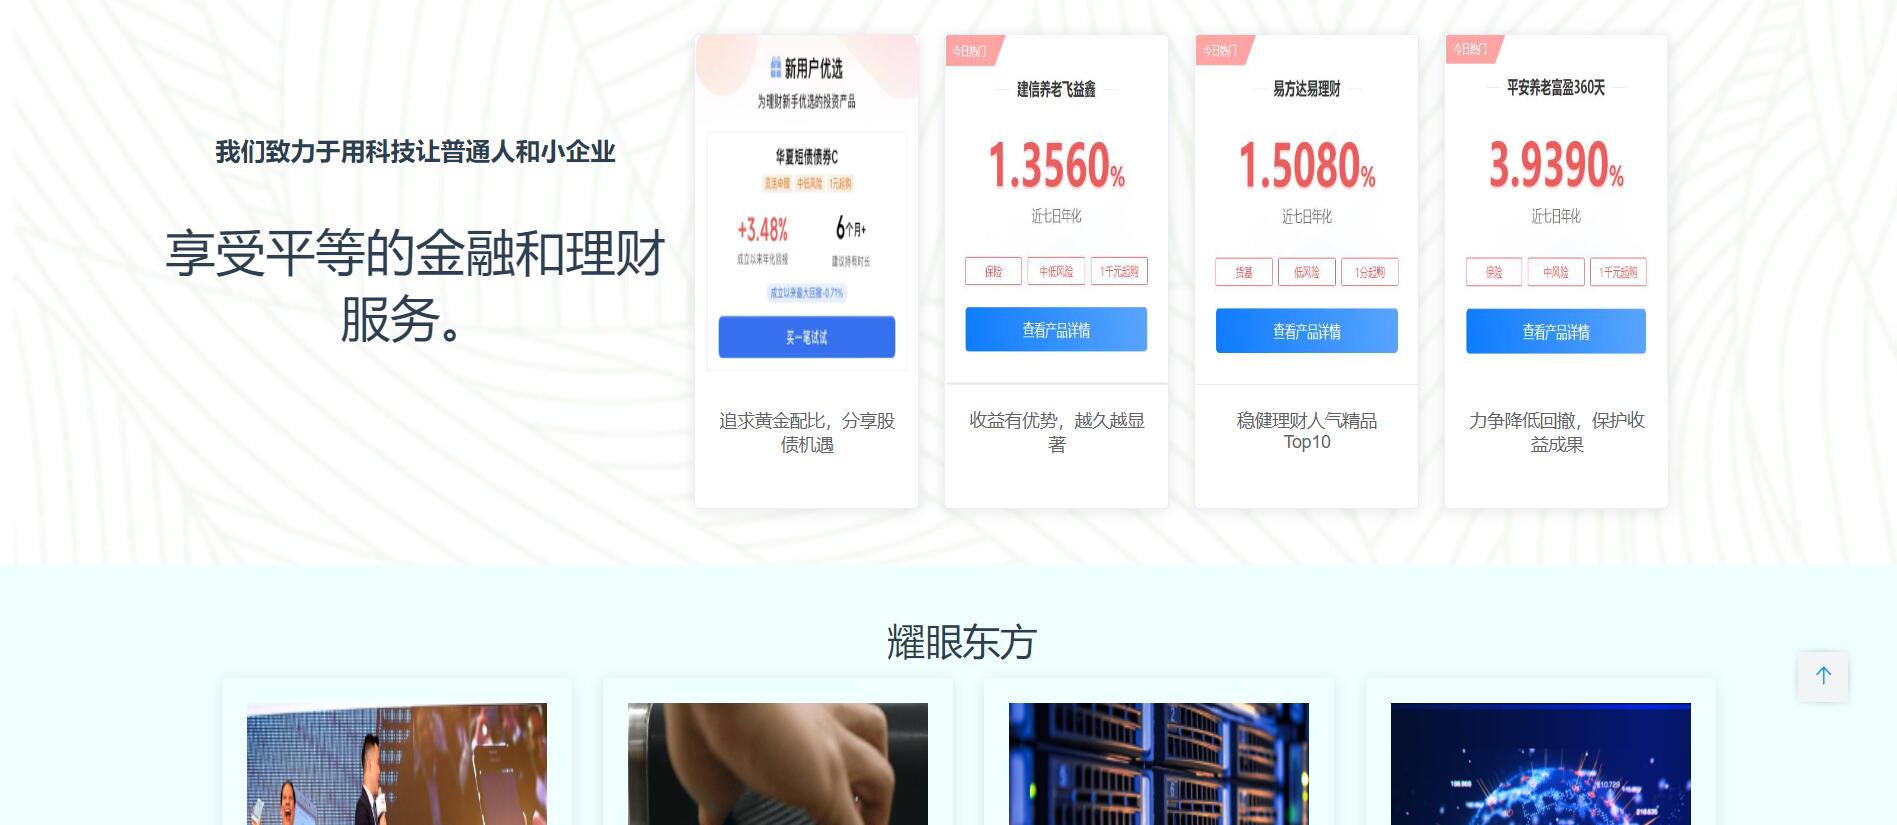 我们致力于用科技让普通人和小企业
享受平等的金融和理财
服务。
新用户优选
为理财新手优选的投资产品
华夏短债债券C
灵活申赎 中低风险 1元起购
+3.48%
成立以来年化回报
6个月+
建议持有时长
成立以来最大回撤-0.71%
买一笔试试
追求黄金配比，分享股
债机遇
今日热门
建信养老飞益鑫
1.3560%
近七日年化
保险 中低风险 1千元起购
查看产品详情
收益有优势，越久越显
著
今日热门
易方达易理财
1.5080%
近七日年化
货基 低风险 1分起购
查看产品详情
稳健理财人气精品
Top10
今日热门
平安养老富盈360天
3.9390%
近七日年化
保险 中风险 1千元起购
查看产品详情
力争降低回撤，保护收
益成果
耀眼东方